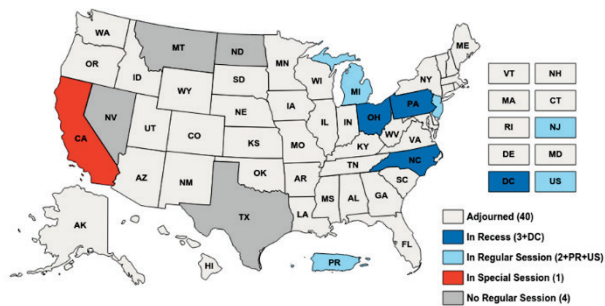 WA
OR
CA
NV
ID
MT
WY
UT
AZ
CO
NM
ND
SD
NE
KS
OK
TX
MN
IA
MO
AR
LA
WI
IL
MI
IN
OH
KY
TN
MS
AL
GA
FL
SC
NC
VA
WV
PA
NY
ME
AK
HI
PR
VT
NH
MA
CT
RI
NJ
DE
MD
DC
US
Adjourned (40)
In Recess (3+DC)
In Regular Session (2+PR+US)
In Special Session (1)
No Regular Session (4)